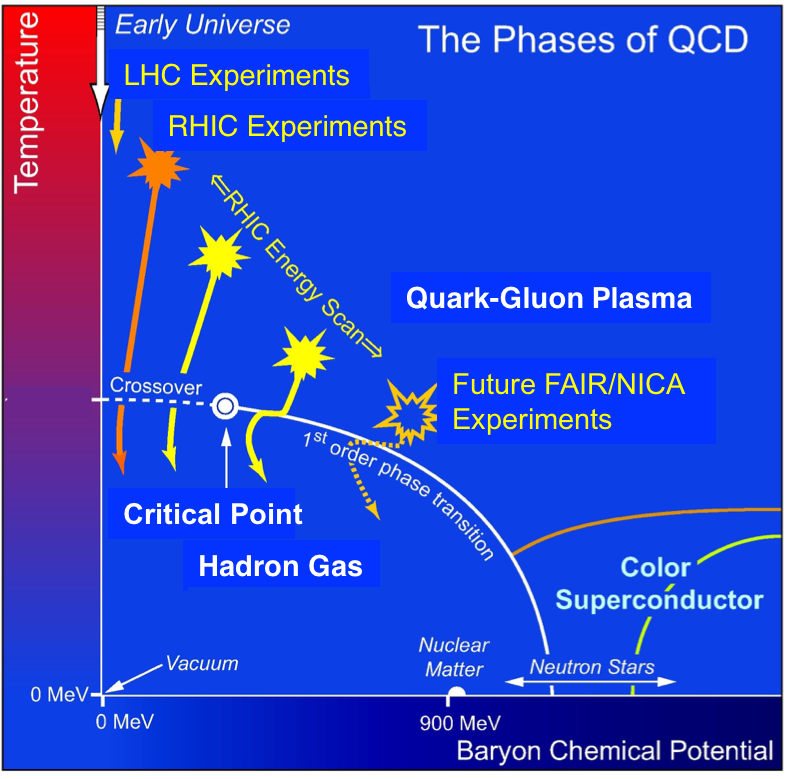 Early Universe
The Phases of QCD
Temperature
LHC Experiments
RHIC Experiments
⇐RHIC Energy Scan⇒
Quark-Gluon Plasma
Future FAIR/NICA
Experiments
Crossover
1st order phase transition
Critical Point
Hadron Gas
Color
Superconductor
Nuclear
Matter
Vacuum
Neutron Stars
0 MeV
0 MeV
900 MeV
Baryon Chemical Potential